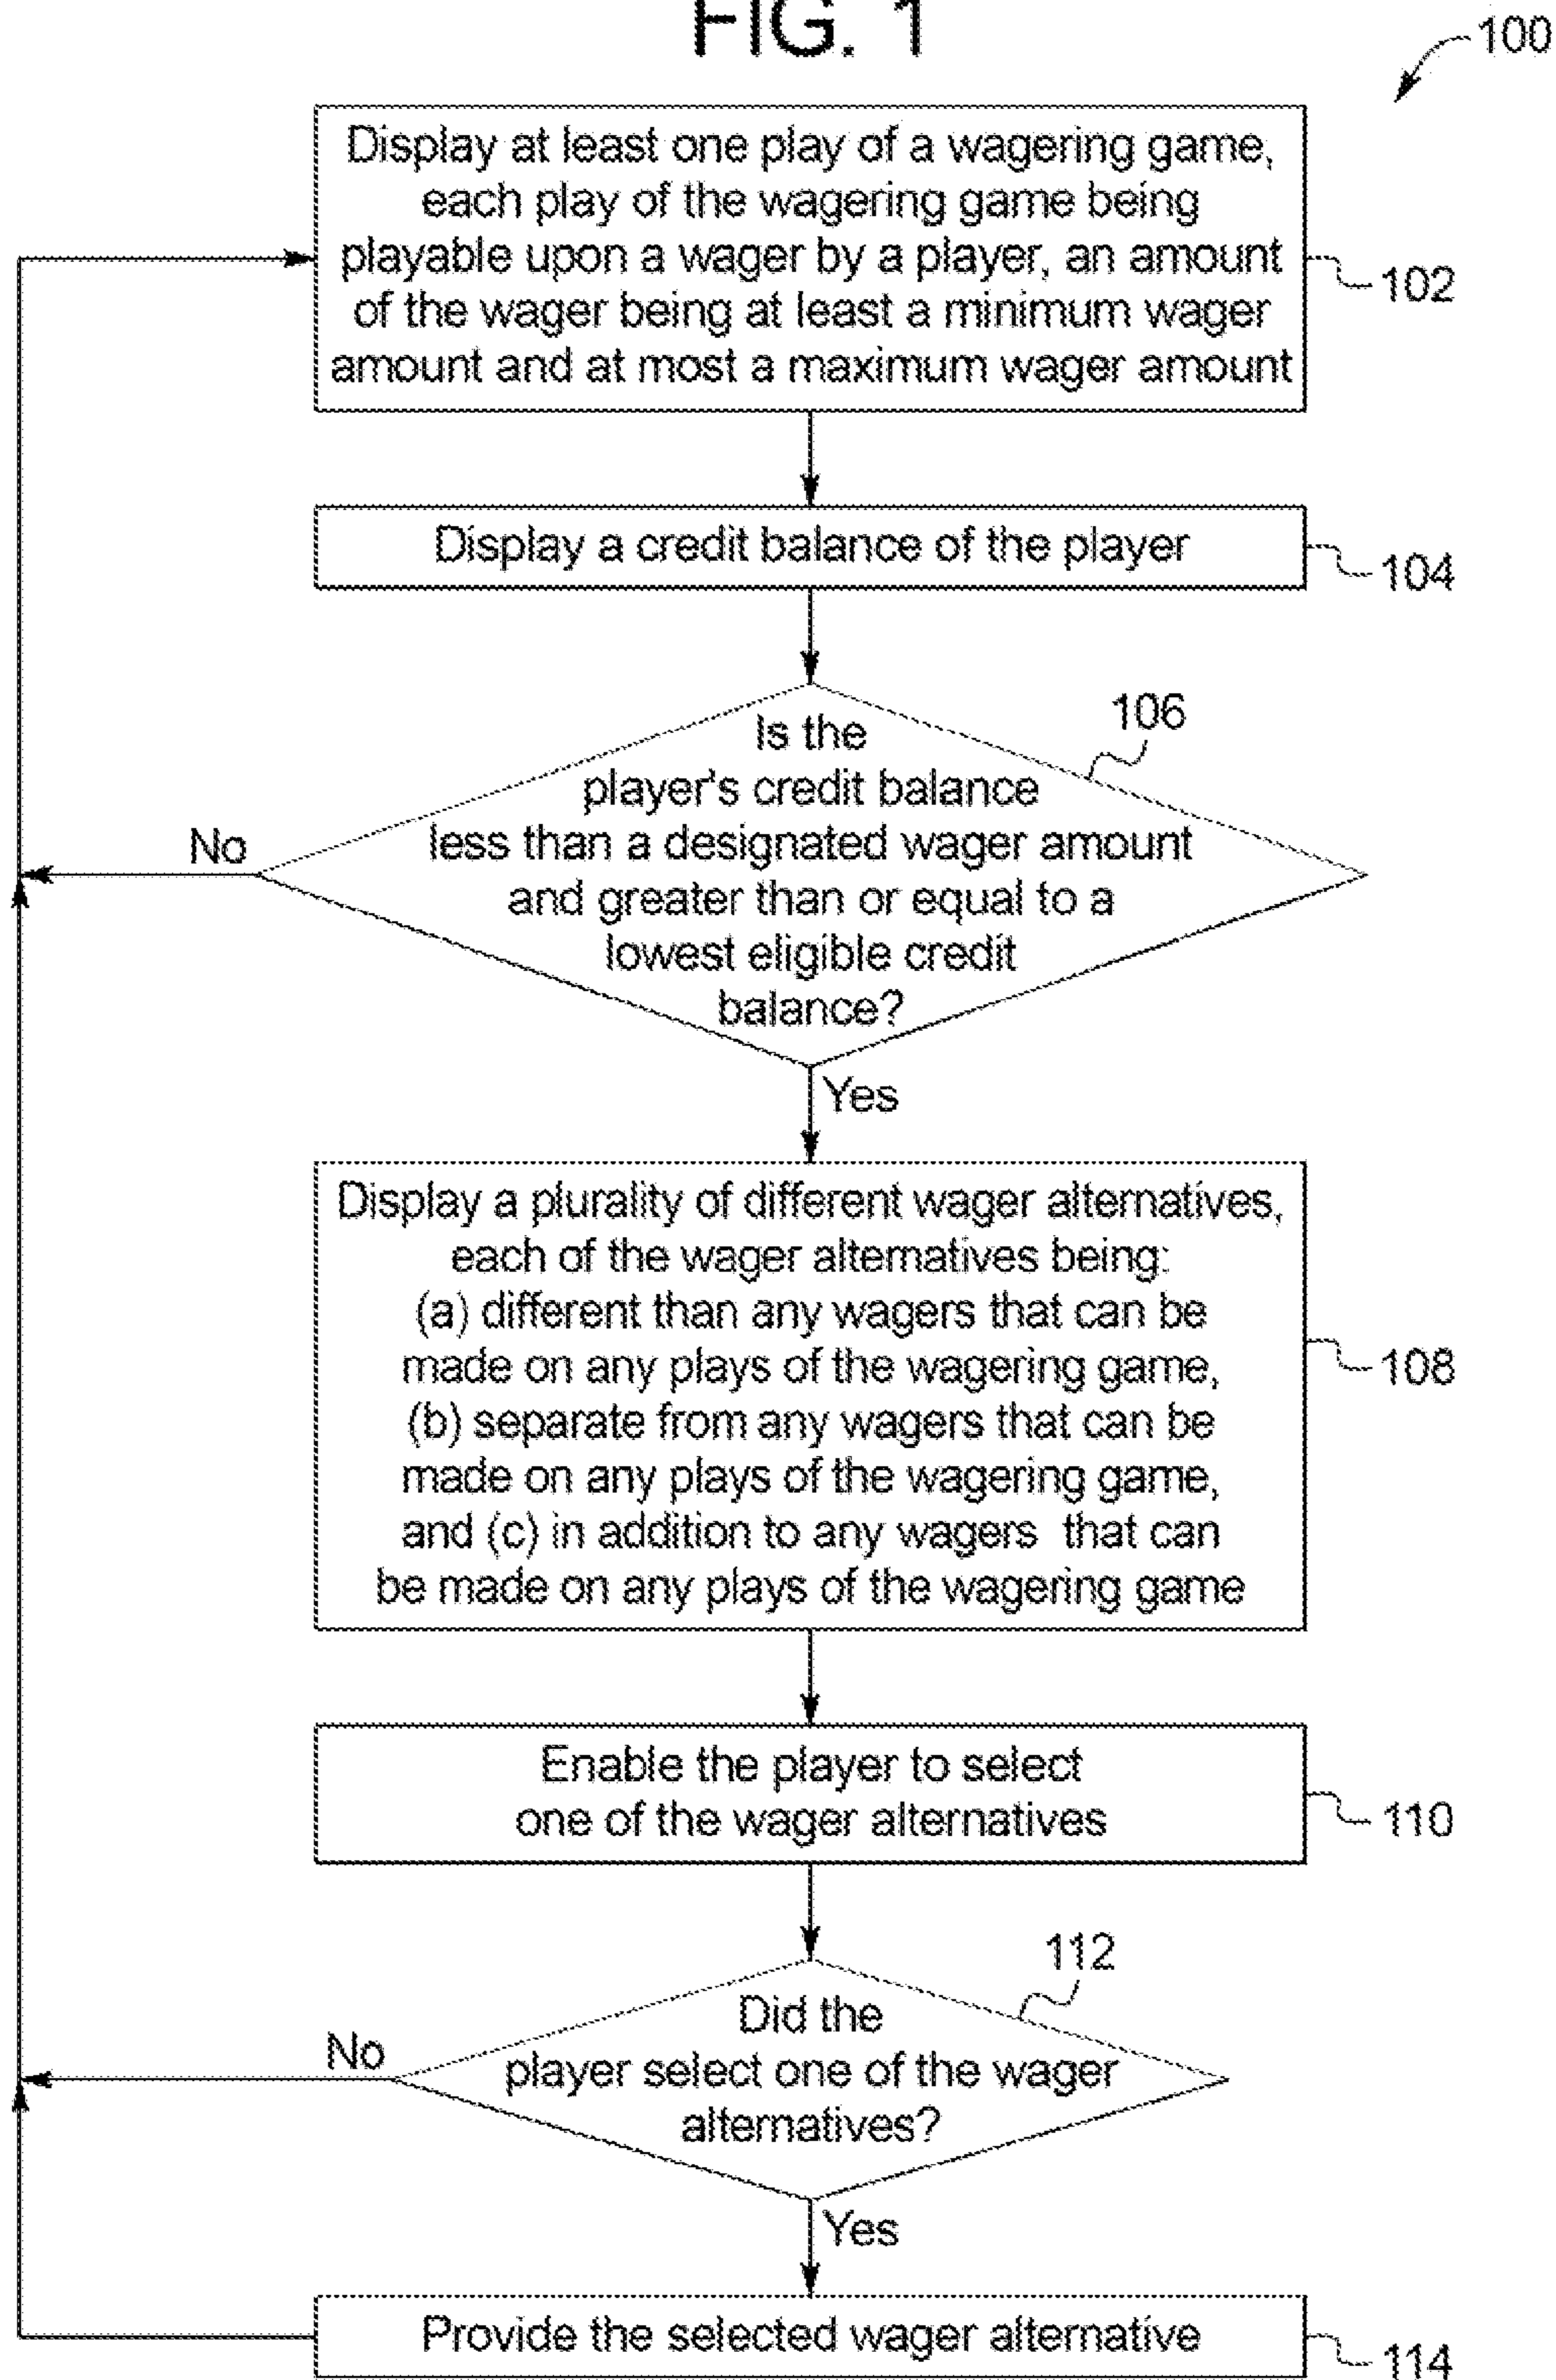 FIG. 1
100
Display at least one play of a wagering game,
each play of the wagering game being
playable upon a wager by a player, an amount
of the wager being at least a minimum wager
amount and at most a maximum wager amount
102
Display a credit balance of the player
104
106
Is the
player's credit balance
less than a designated wager amount
and greater than or equal to a
lowest eligible credit
balance?
No
Yes
Display a plurality of different wager alternatives,
each of the wager alternatives being:
(a) different than any wagers that can be
made on any plays of the wagering game,
(b) separate from any wagers that can be
made on any plays of the wagering game,
and (c) in addition to any wagers that can
be made on any plays of the wagering game
108
Enable the player to select
one of the wager alternatives
110
112
Did the
player select one of the wager
alternatives?
No
Yes
Provide the selected wager alternative
114